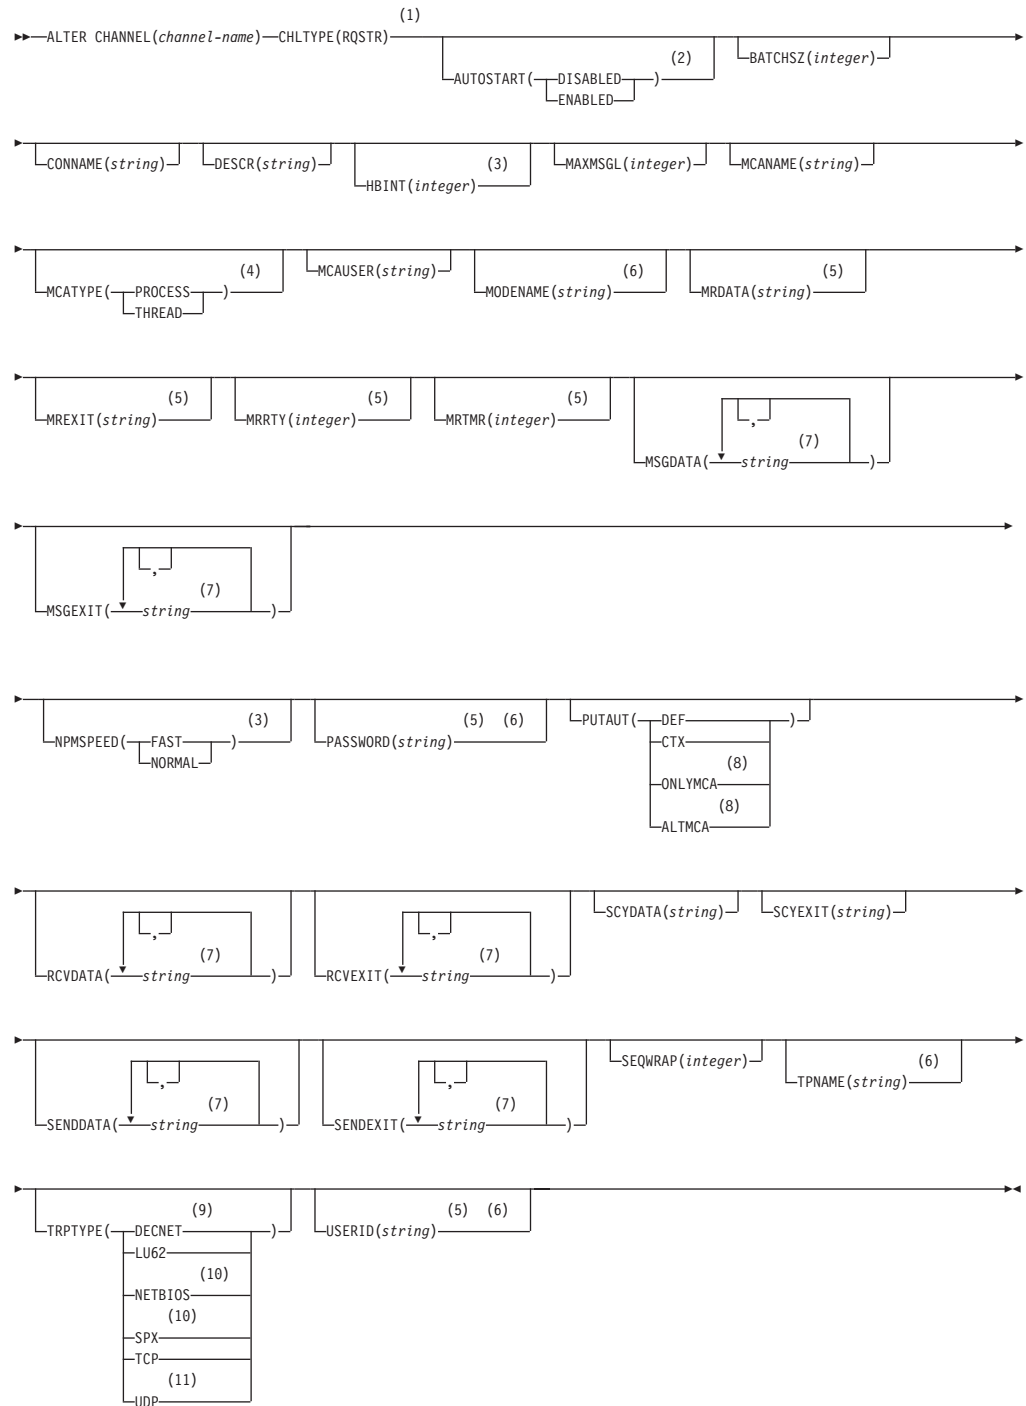 (1)
ALTER CHANNEL(channel-name) CHLTYPE(RQSTR)
(2)
AUTOSTART( DISABLED )
ENABLED
BATCHSZ(integer)
CONNAME(string) DESCR(string)
(3)
HBINT(integer)
MAXMSGL(integer) MCANAME(string)
(4)
MCATYPE( PROCESS )
THREAD
MCAUSER(string)
(6)
MODENAME(string)
(5)
MRDATA(string)
(5)
MREXIT(string)
(5)
MRRTY(integer)
(5)
MRTMR(integer)
,
(7)
MSGDATA( string )
,
(7)
MSGEXIT( string )
(3)
NPMSPEED( FAST )
NORMAL
(5) (6)
PASSWORD(string)
PUTAUT( DEF )
CTX
(8)
ONLYMCA
(8)
ALTMCA
,
(7)
RCVDATA( string )
,
(7)
RCVEXIT( string )
SCYDATA(string) SCYEXIT(string)
,
(7)
SENDDATA( string )
,
(7)
SENDEXIT( string )
SEQWRAP(integer)
(6)
TPNAME(string)
(9)
TRPTYPE( DECNET )
LU62
(10)
NETBIOS
(10)
SPX
TCP
(11)
UDP
(5) (6)
USERID(string)